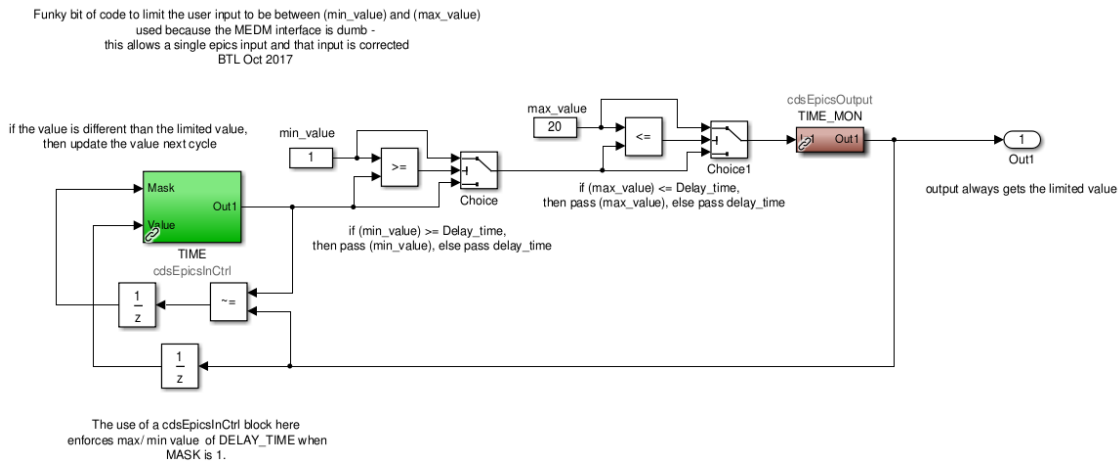 Funky bit of code to limit the user input to be between (min_value) and (max_value)
used because the MEDM interface is dumb -
this allows a single epics input and that input is corrected
BTL Oct 2017
cdsEpicsOutput
TIME_MON
max_value
20
<=
Out1
1
Out1
Choice1
if the value is different than the limited value,
then update the value next cycle
min_value
1
>=
Choice
if (max_value) <= Delay_time,
then pass (max_value), else pass delay_time
output always gets the limited value
Mask
Out1
Value
TIME
if (min_value) >= Delay_time,
then pass (min_value), else pass delay_time
cdsEpicsInCtrl
1
z
~=
1
z
The use of a cdsEpicsInCtrl block here
enforces max/ min value of DELAY_TIME when
MASK is 1.